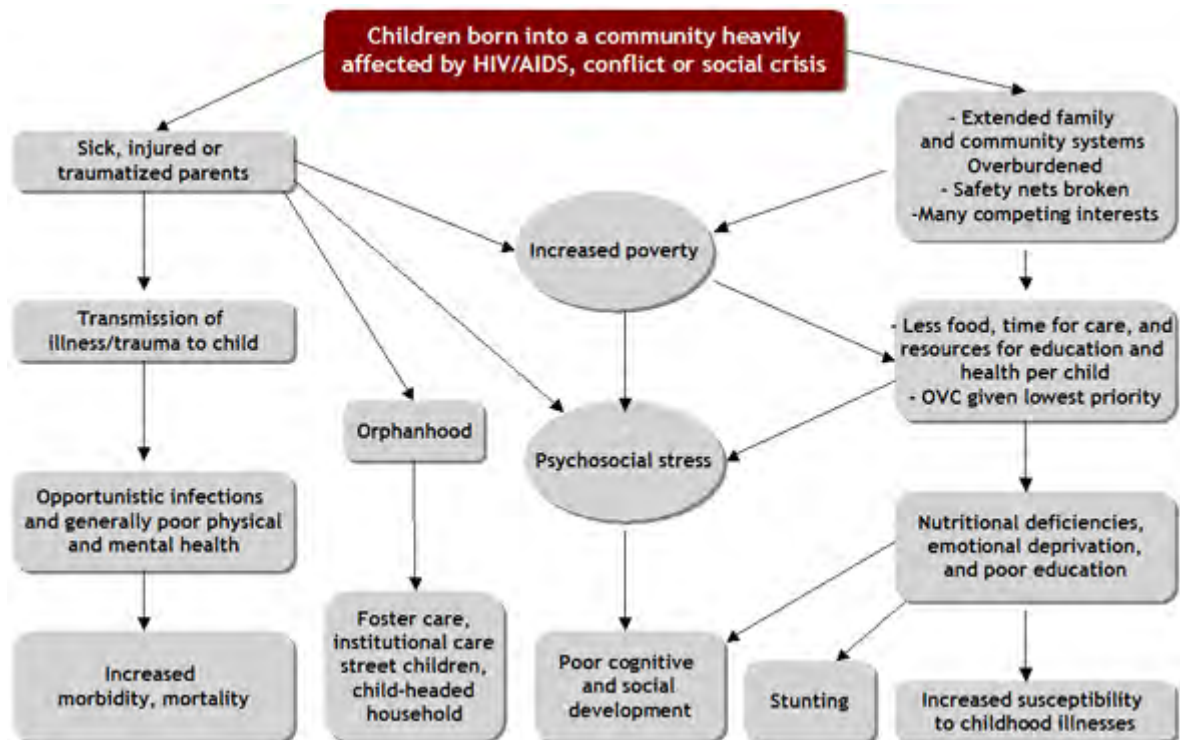 Children born into a community heavily
affected by HIV/AIDS, conflict or social crisis
Sick, injured or
traumatized parents
- Extended family
and community systems
Overburdened
- Safety nets broken
-Many competing interests
Increased poverty
Transmission of
illness/trauma to child
- Less food, time for care, and
resources for education and
health per child
- OVC given lowest priority
Orphanhood
Psychosocial stress
Opportunistic infections
and generally poor physical
and mental health
Nutritional deficiencies,
emotional deprivation,
and poor education
Increased
morbidity, mortality
Foster care,
institutional care
street children,
child-headed
household
Poor cognitive
and social
development
Stunting
Increased susceptibility
to childhood illnesses